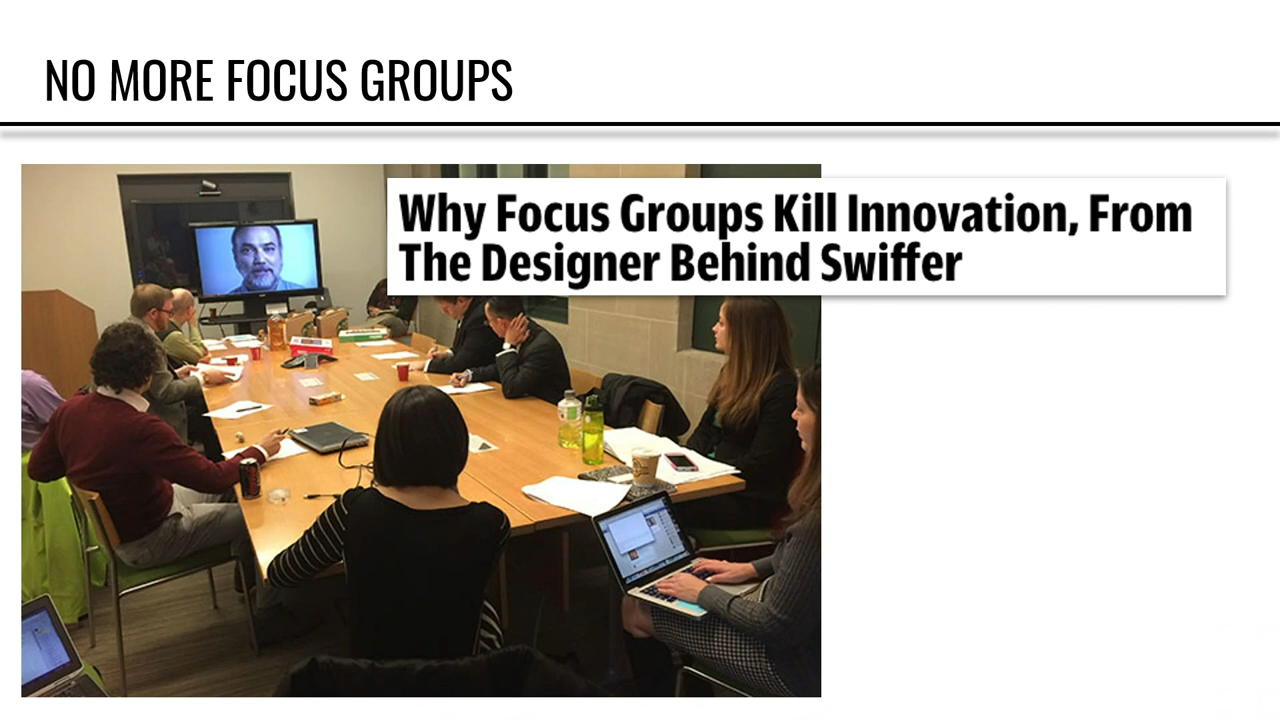 NO MORE FOCUS GROUPS
Why Focus Groups Kill Innovation, From
The Designer Behind Swiffer